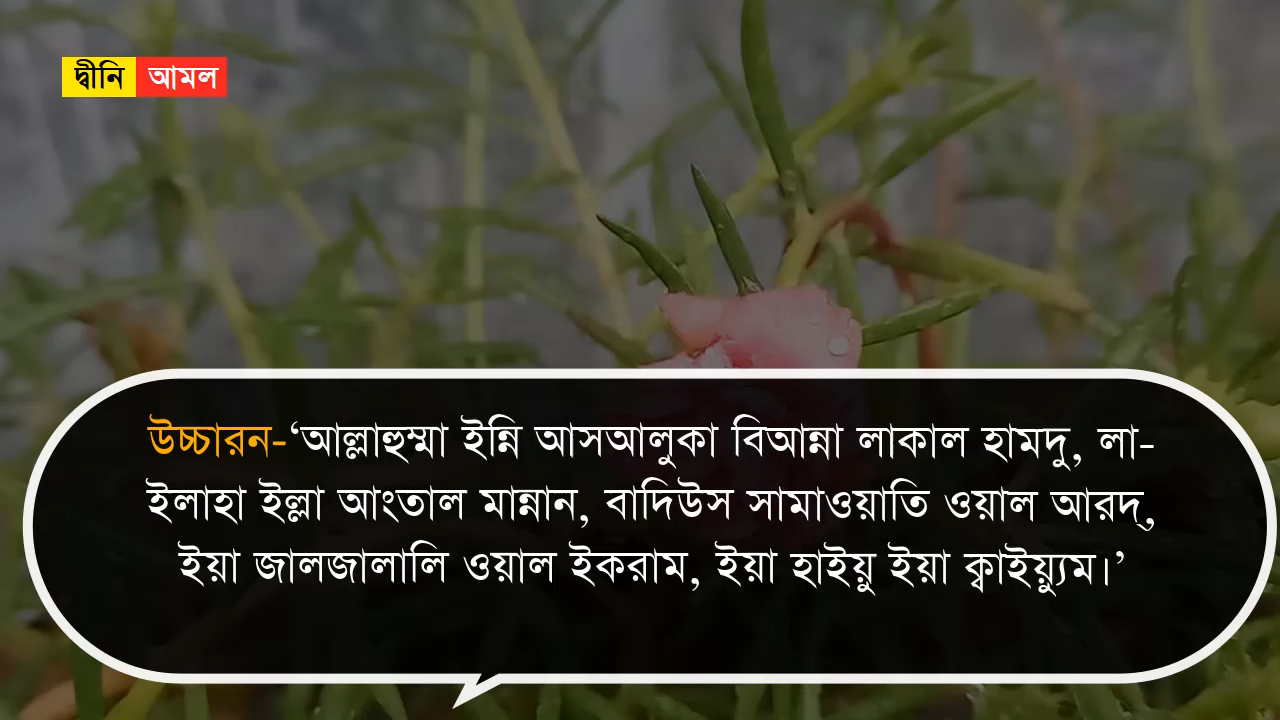 দ্বীনি আমল
উচ্চারন-‘আল্লাহুম্মা ইন্নি আসআলুকা বিআন্না লাকাল হামদু, লা-
ইলাহা ইল্লা আংতাল মান্নান, বাদিউস সামাওয়াতি ওয়াল আরদ্,
ইয়া জালজালালি ওয়াল ইকরাম, ইয়া হাইয়ু ইয়া ক্বাইয়্যুম।’